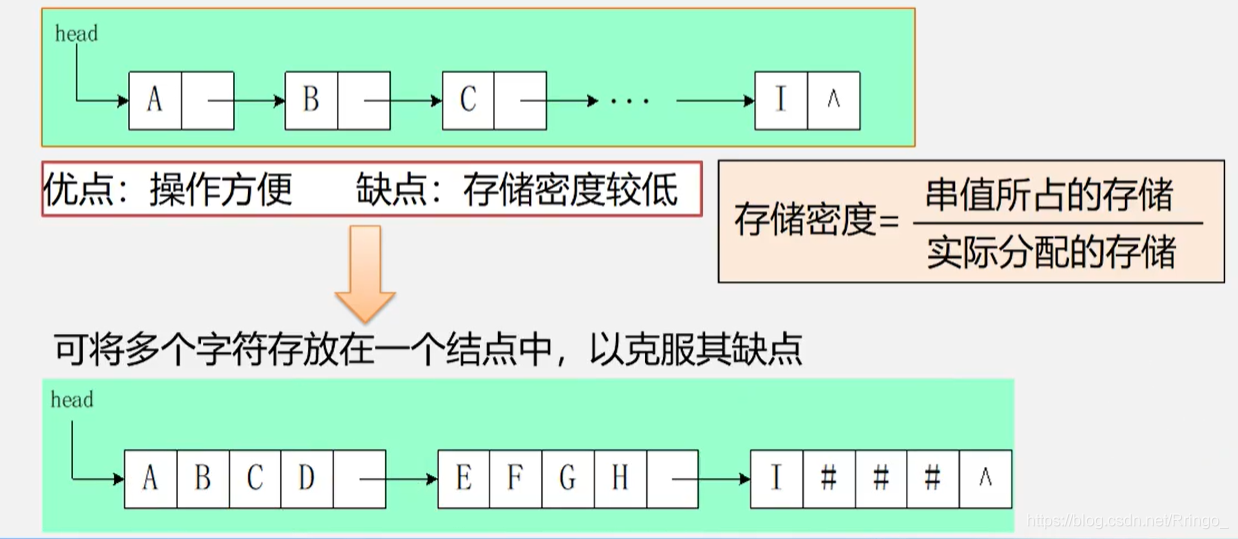 head
A B C ··· I ∧
优点：操作方便 缺点：存储密度较低
存储密度= 串值所占的存储
实际分配的存储
可将多个字符存放在一个结点中，以克服其缺点
head
A B C D E F G H I # # # ∧
https://blog.csdn.net/Rringo_